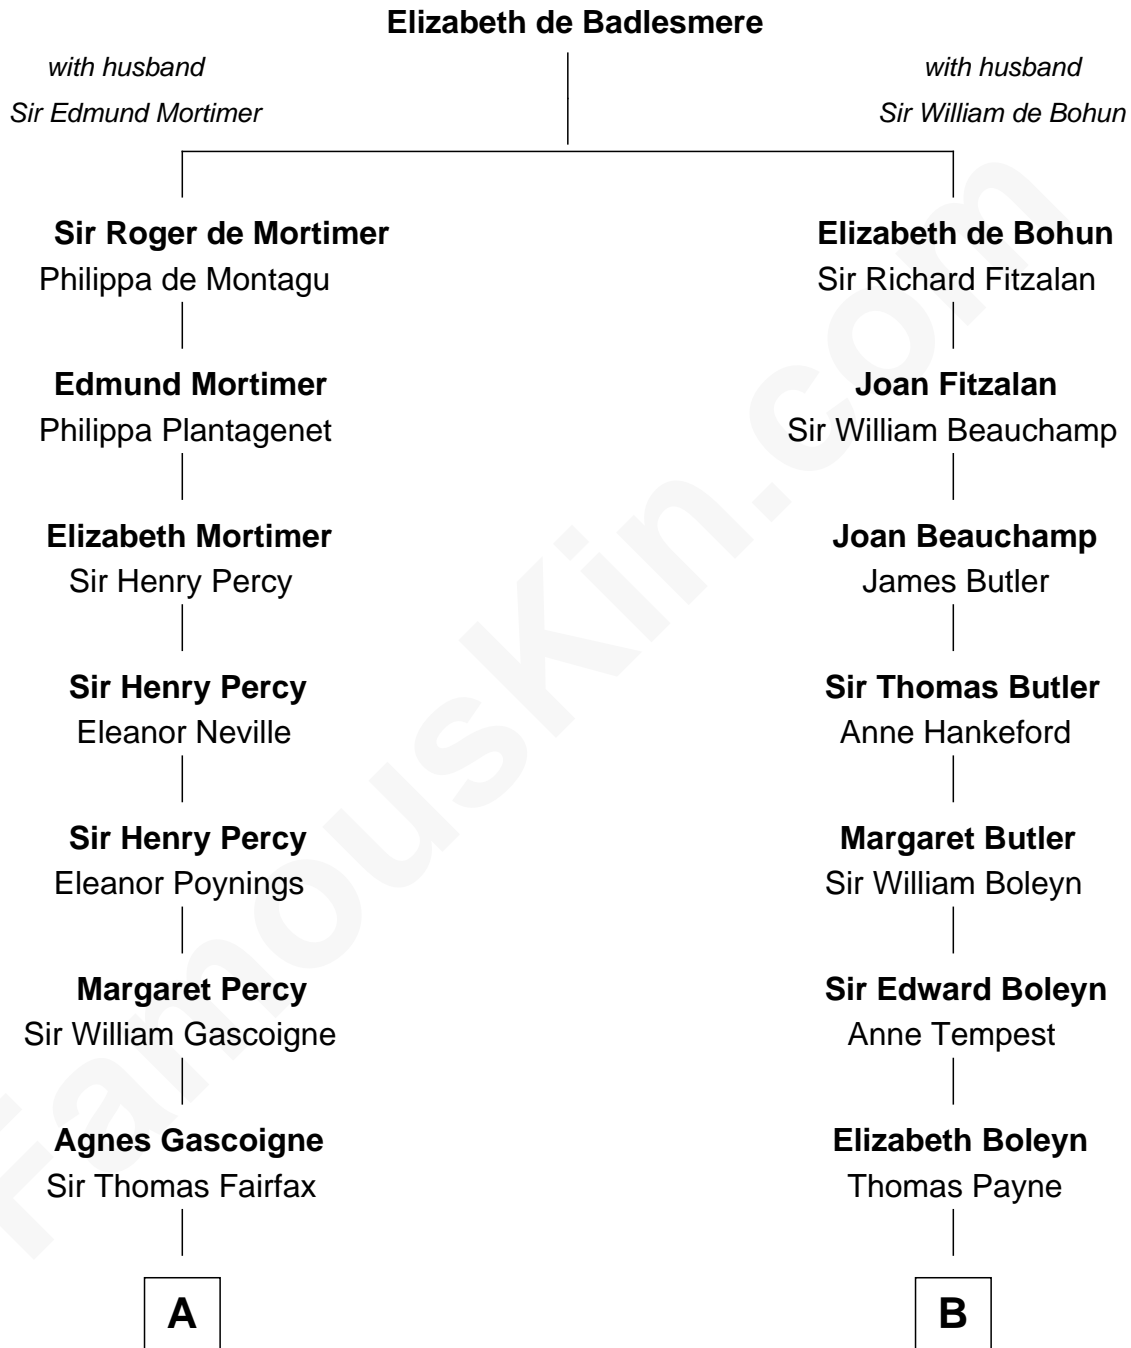 Elizabeth de Badlesmere
with husband
Sir Edmund Mortimer
with husband
Sir William de Bohun
Sir Roger de Mortimer
Philippa de Montagu
Edmund Mortimer
Philippa Plantagenet
Elizabeth Mortimer
Sir Henry Percy
Sir Henry Percy
Eleanor Neville
Sir Henry Percy
Eleanor Poynings
Margaret Percy
Sir William Gascoigne
Agnes Gascoigne
Sir Thomas Fairfax
A
Elizabeth de Bohun
Sir Richard Fitzalan
Joan Fitzalan
Sir William Beauchamp
Joan Beauchamp
James Butler
Sir Thomas Butler
Anne Hankeford
Margaret Butler
Sir William Boleyn
Sir Edward Boleyn
Anne Tempest
Elizabeth Boleyn
Thomas Payne
B
FamousKin.com